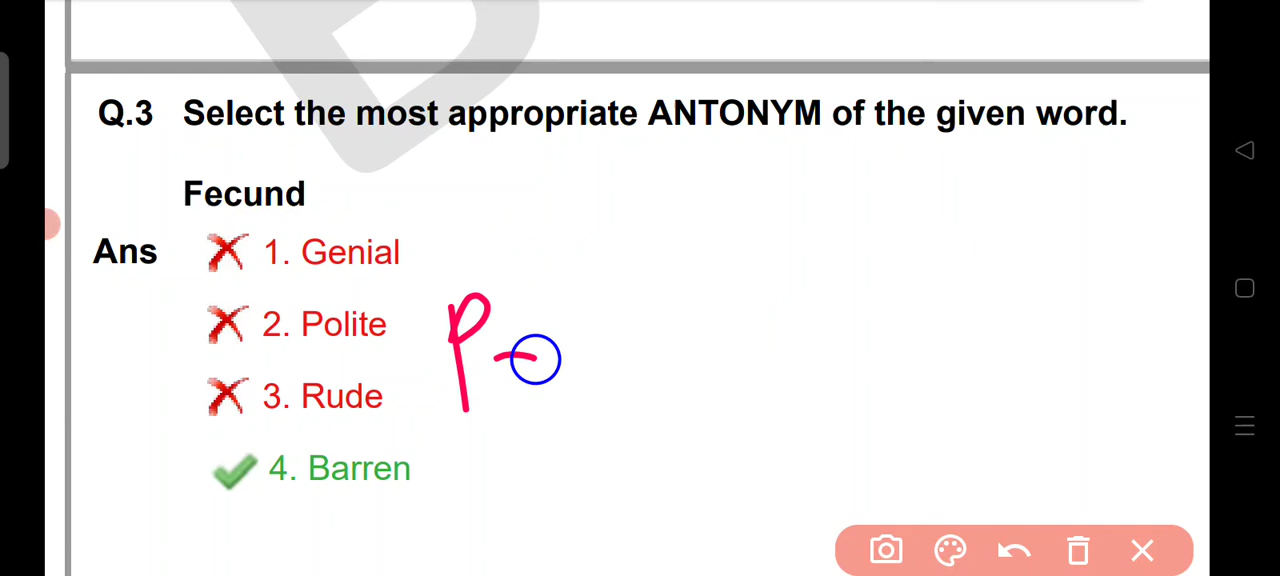 Q.3 Select the most appropriate ANTONYM of the given word.
Fecund
Ans 1. Genial
2. Polite
3. Rude
4. Barren
P